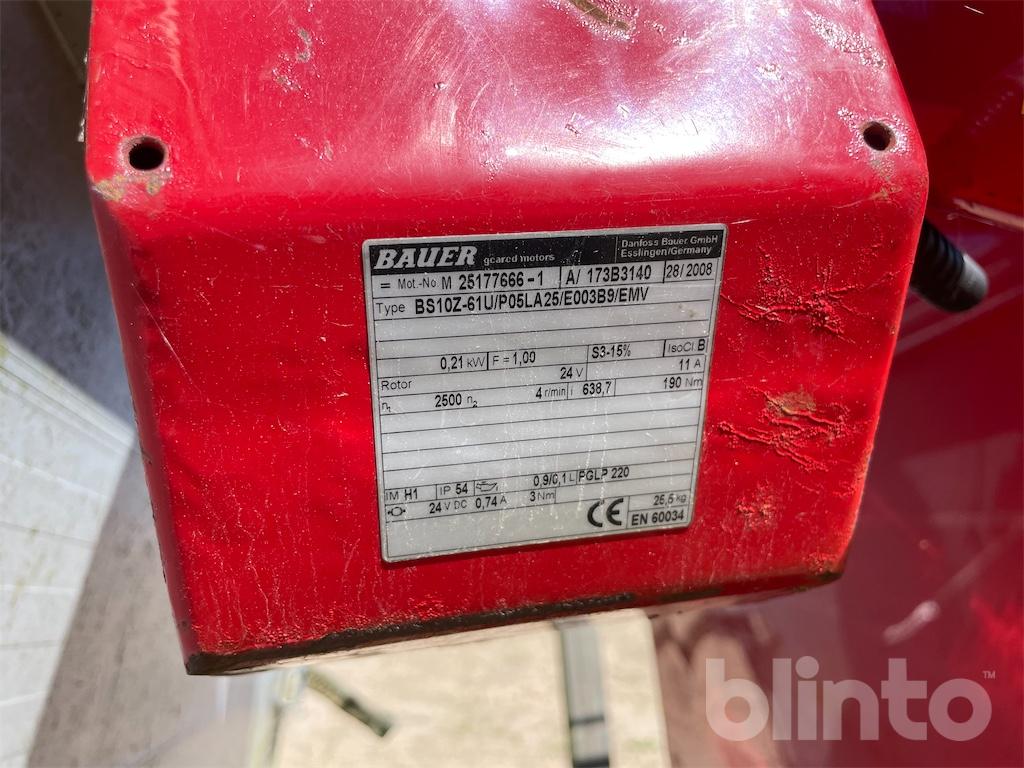 BAUER geared motors Danfoss Bauer GmbH
Esslingen/Germany
= Mot.-No. M 25177666-1 A/ 173B3140 28/2008
Type BS10Z-61U/P05LA25/E003B9/EMV
0,21 kW F = 1,00 S3-15% IsoCl B
Rotor 24 V 11 A
n₁ 2500 n₂ 4 r/min i 638,7 190 Nm
IM H1 IP 54 0,9/0,1 L PGLP 220
24 V DC 0,74 A 3 Nm 25,5 kg
CE EN 60034
blinto™